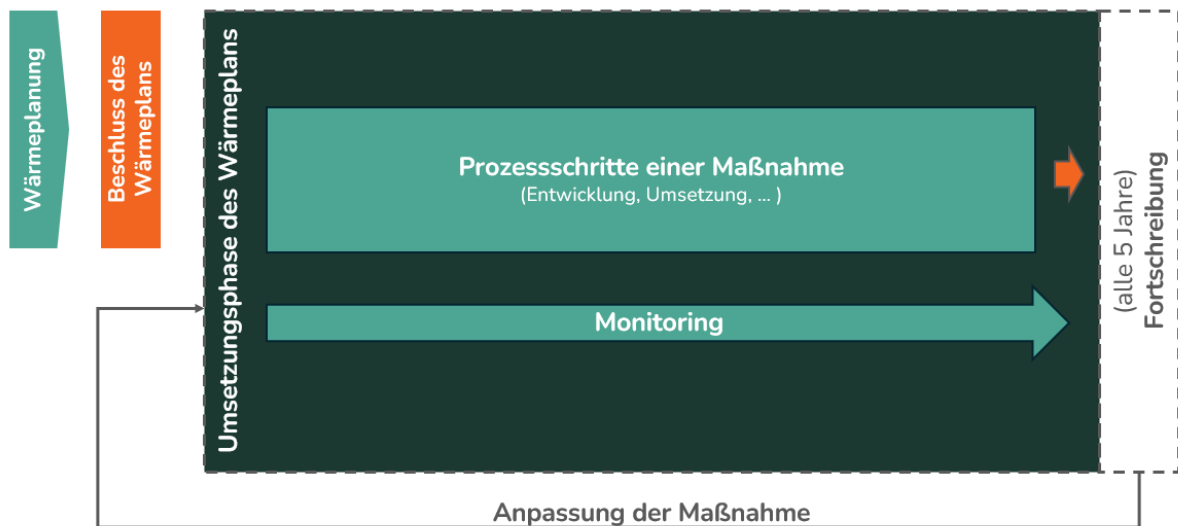 Wärmeplanung
Beschluss des
Wärmeplans
Umsetzungsphase des Wärmeplans
Prozessschritte einer Maßnahme
(Entwicklung, Umsetzung, ... )
Monitoring
(alle 5 Jahre)
Fortschreibung
Anpassung der Maßnahme